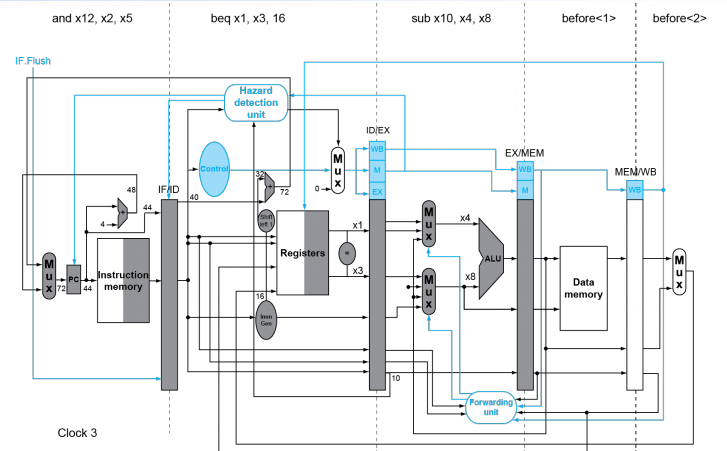 and x12, x2, x5
beq x1, x3, 16
sub x10, x4, x8
before<1>
before<2>
IF.Flush
Hazard
detection
unit
ID/EX
WB
M
EX
EX/MEM
WB
M
MEM/WB
WB
Control
Mux
0
IF/ID
40
44
48
4
32
72
Shift
left 1
Registers
x1
=
x3
Mux
x4
ALU
Mux
x8
Mux
72
PC
44
Instruction
memory
+
+
16
Imm
Gen
Data
memory
Mux
10
Forwarding
unit
Clock 3